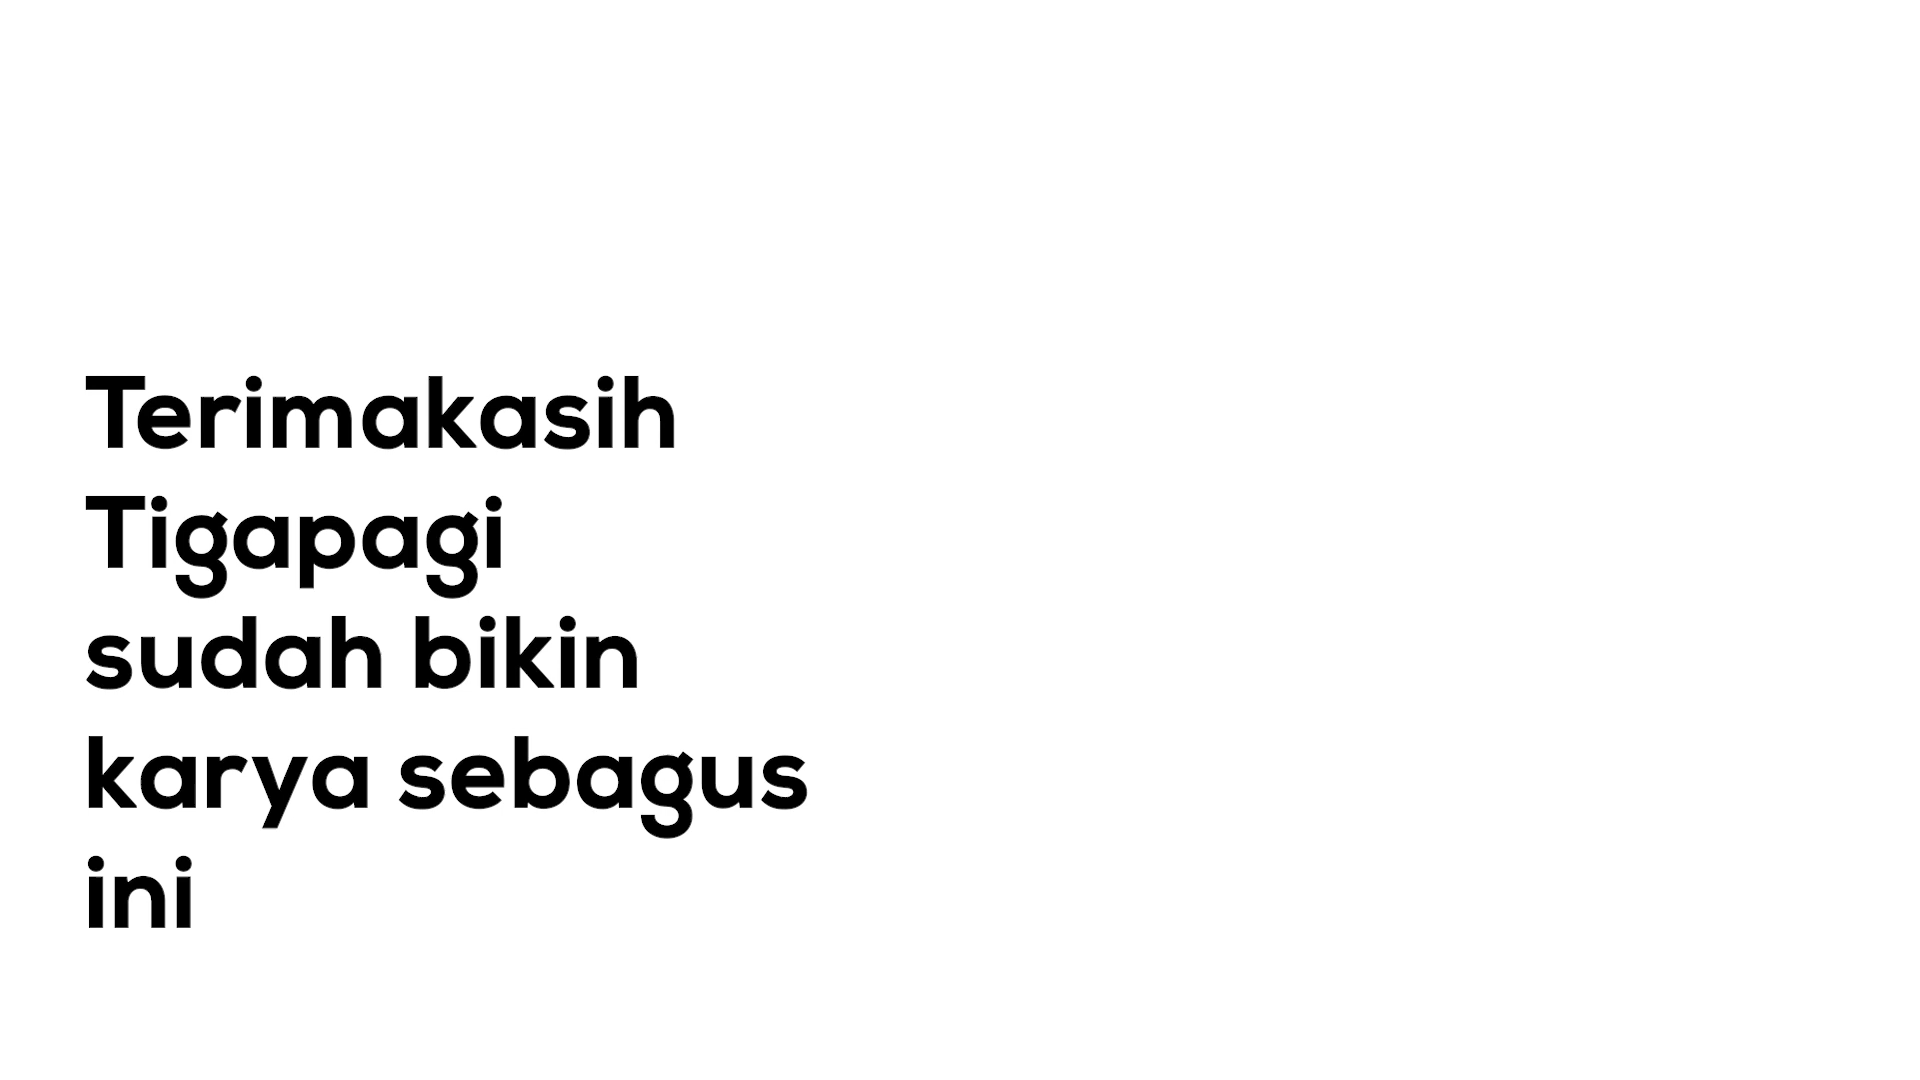 Terimakasih
Tigapagi
sudah bikin
karya sebagus
ini